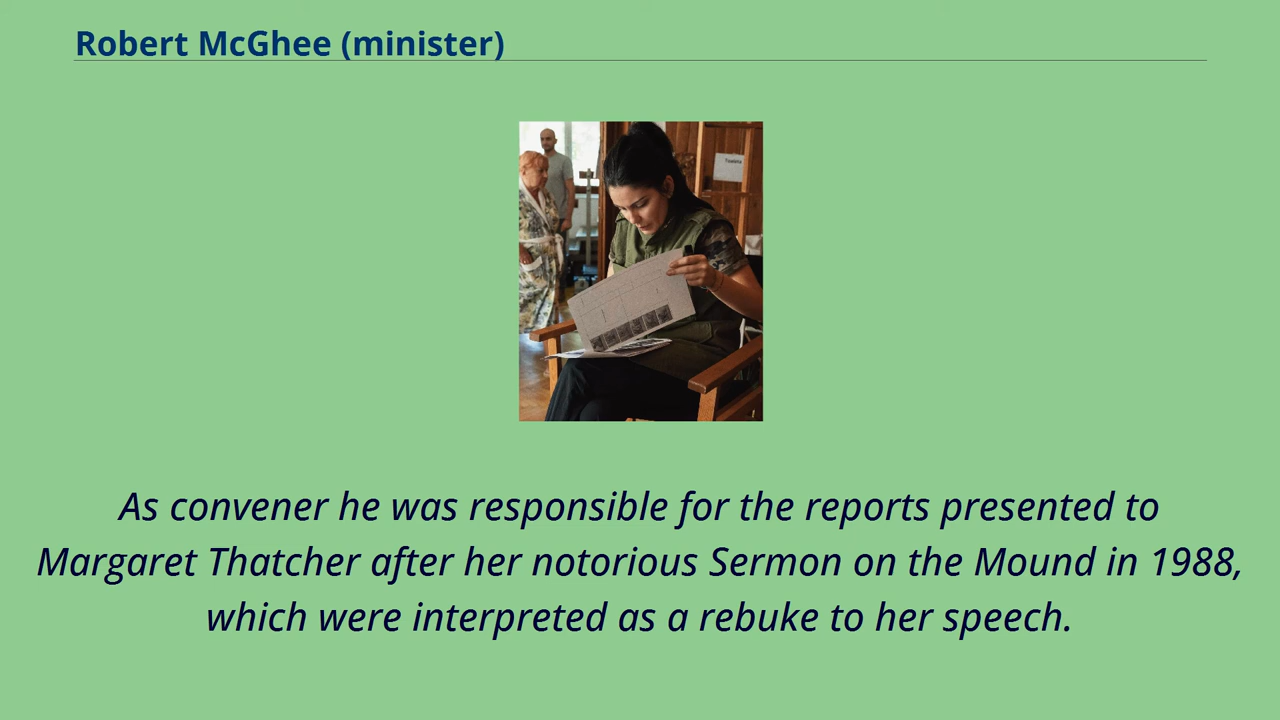 Robert McGhee (minister)
As convener he was responsible for the reports presented to
Margaret Thatcher after her notorious Sermon on the Mound in 1988,
which were interpreted as a rebuke to her speech.